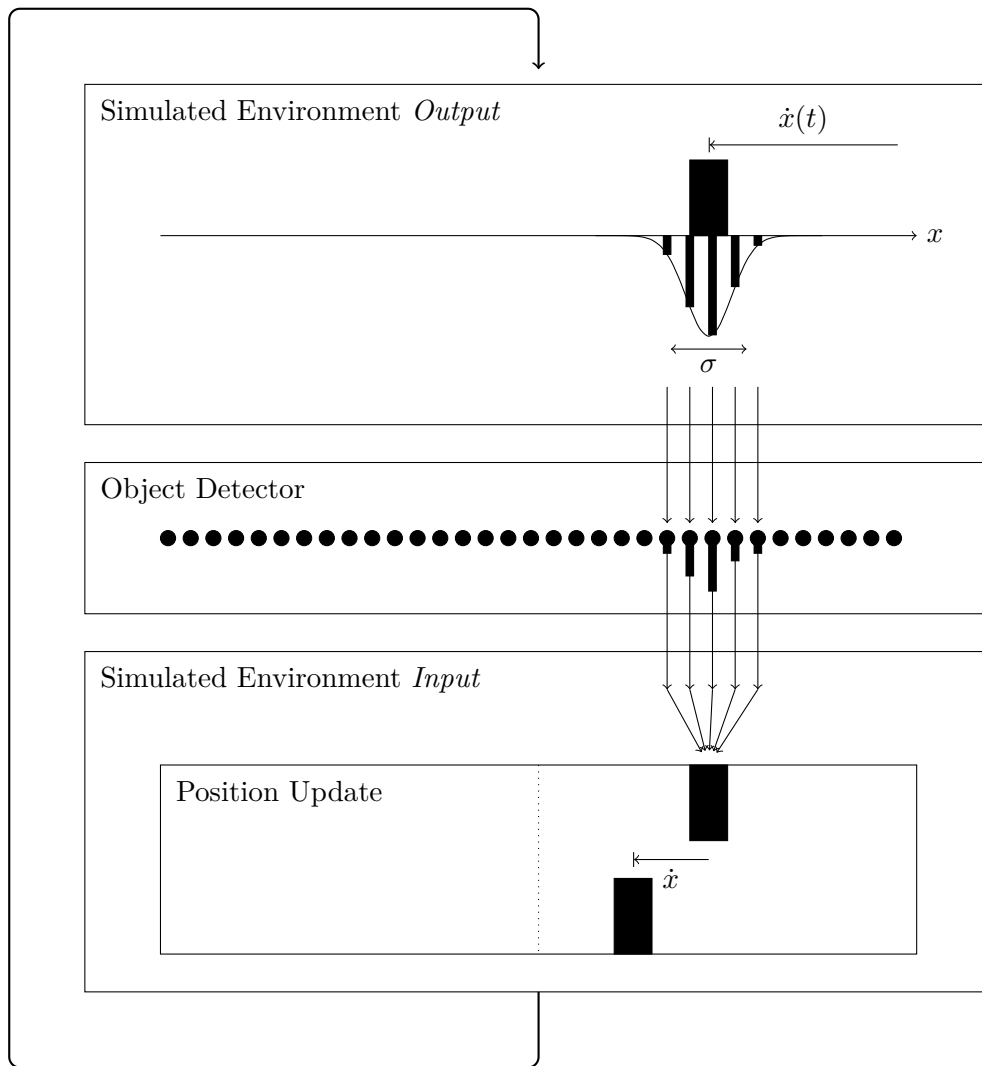 Simulated Environment Output
ẋ(t)
x
σ
Object Detector
Simulated Environment Input
Position Update
ẋ